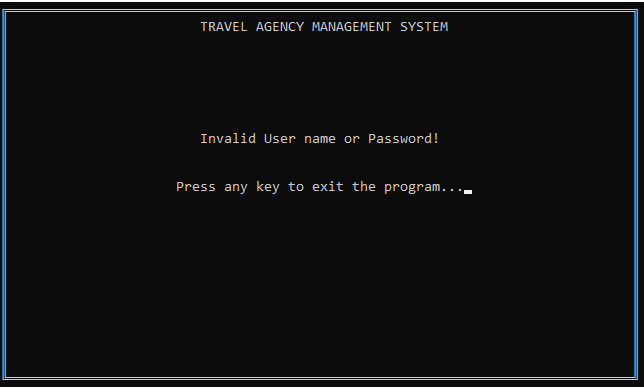 TRAVEL AGENCY MANAGEMENT SYSTEM
Invalid User name or Password!
Press any key to exit the program...